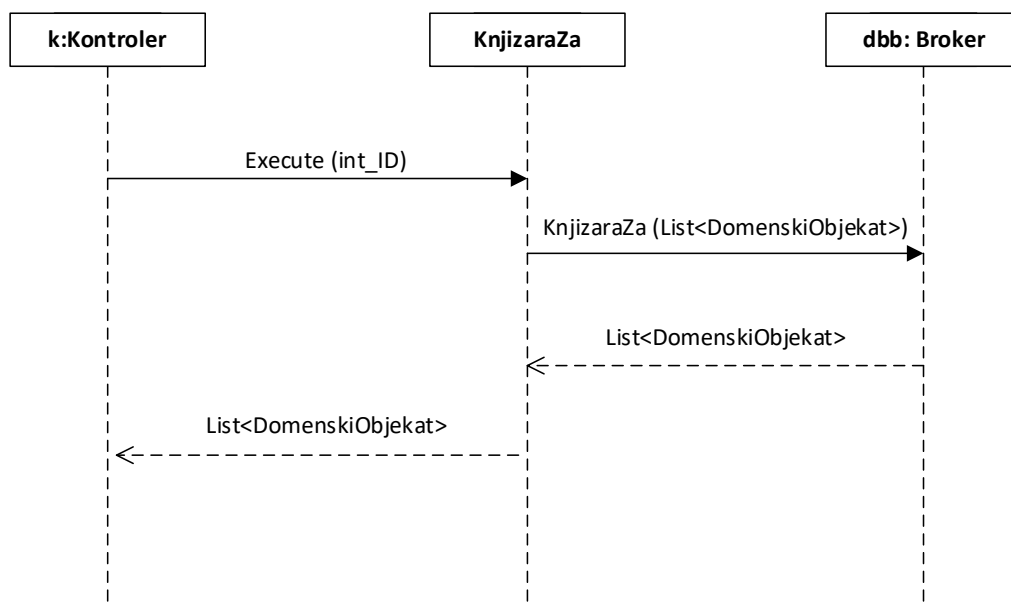 k:Kontroler
KnjizaraZa
dbb: Broker
Execute (int_ID)
KnjizaraZa (List<DomenskiObjekat>)
List<DomenskiObjekat>
List<DomenskiObjekat>